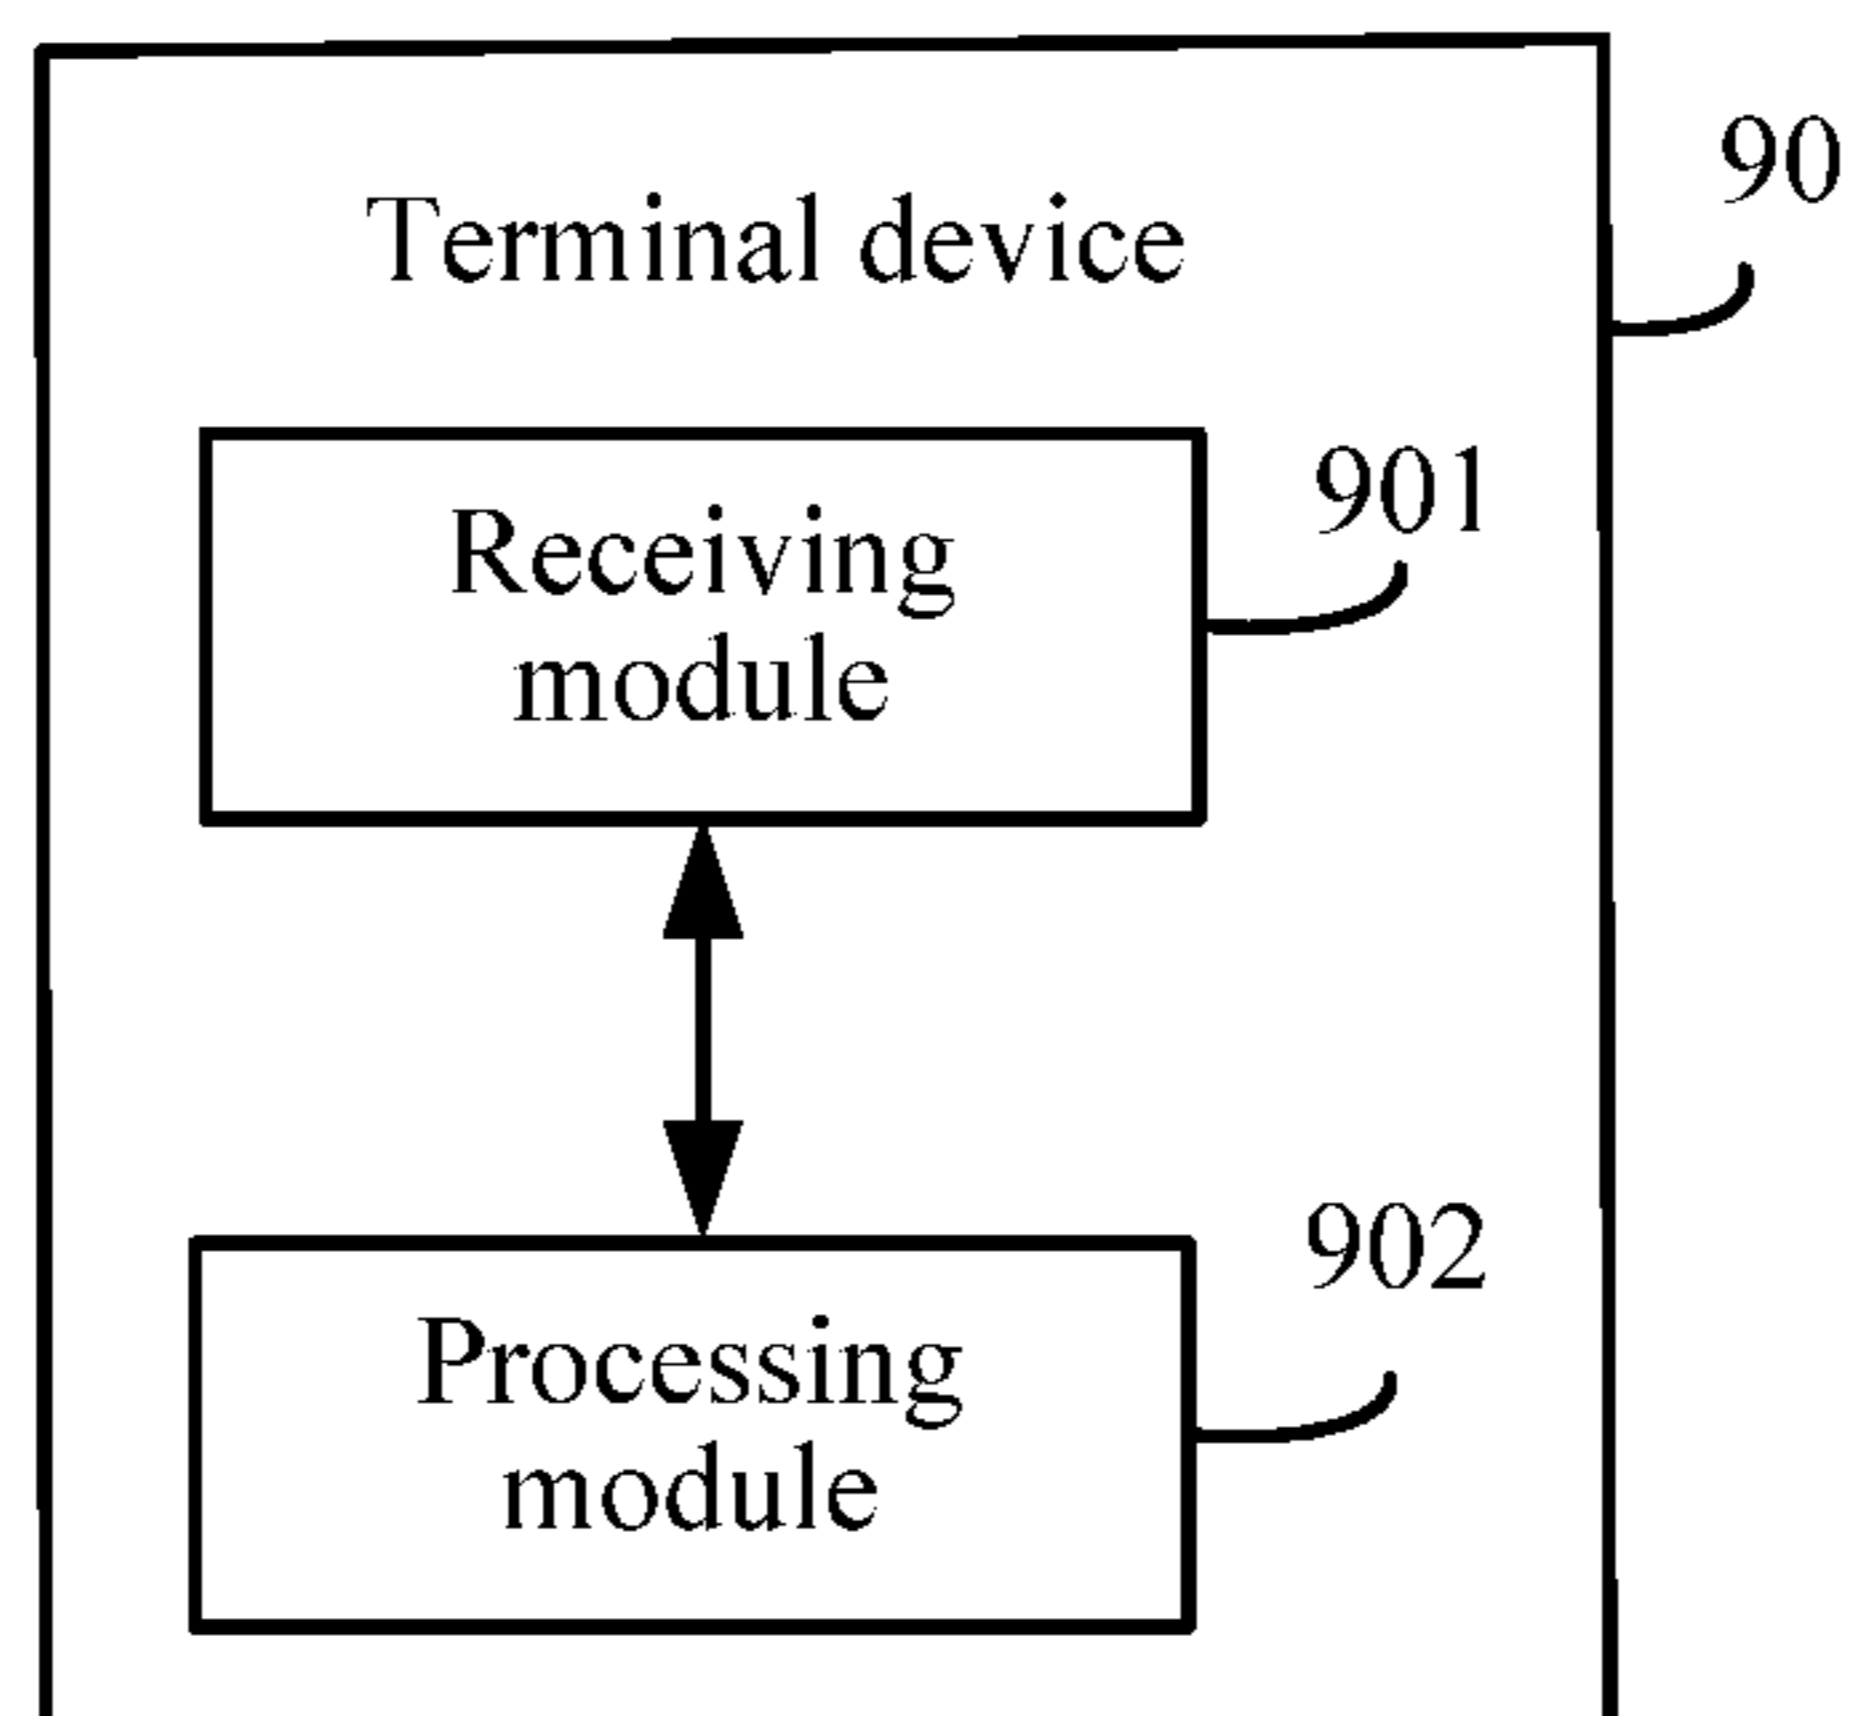 90
Terminal device
901
Receiving
module
902
Processing
module